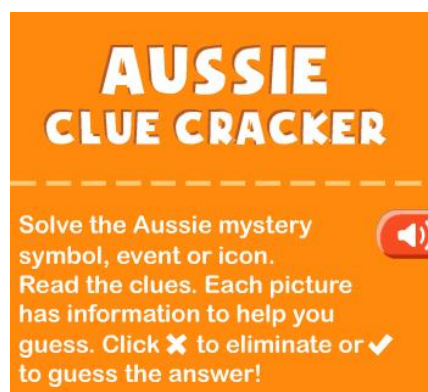 AUSSIE
CLUE CRACKER
Solve the Aussie mystery
symbol, event or icon.
Read the clues. Each picture
has information to help you
guess. Click ✖ to eliminate or ✔
to guess the answer!